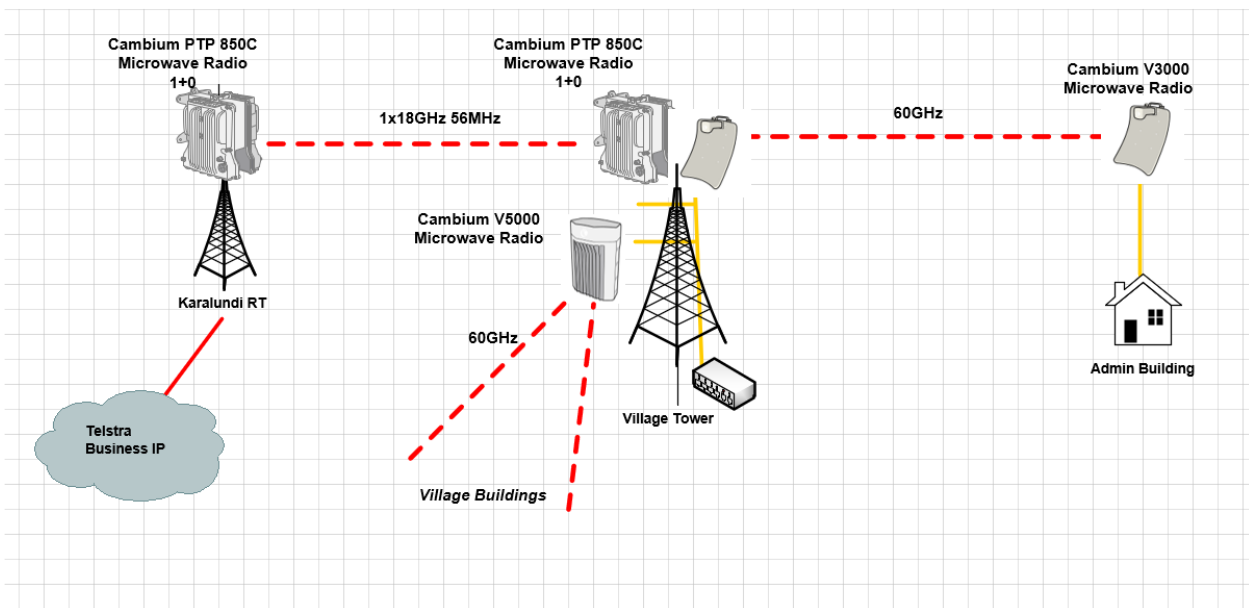 Cambium PTP 850C
Microwave Radio
1+0
Cambium PTP 850C
Microwave Radio
1+0
Cambium V3000
Microwave Radio
1x18GHz 56MHz
60GHz
Cambium V5000
Microwave Radio
Karalundi RT
60GHz
Admin Building
Village Tower
Telstra
Business IP
Village Buildings